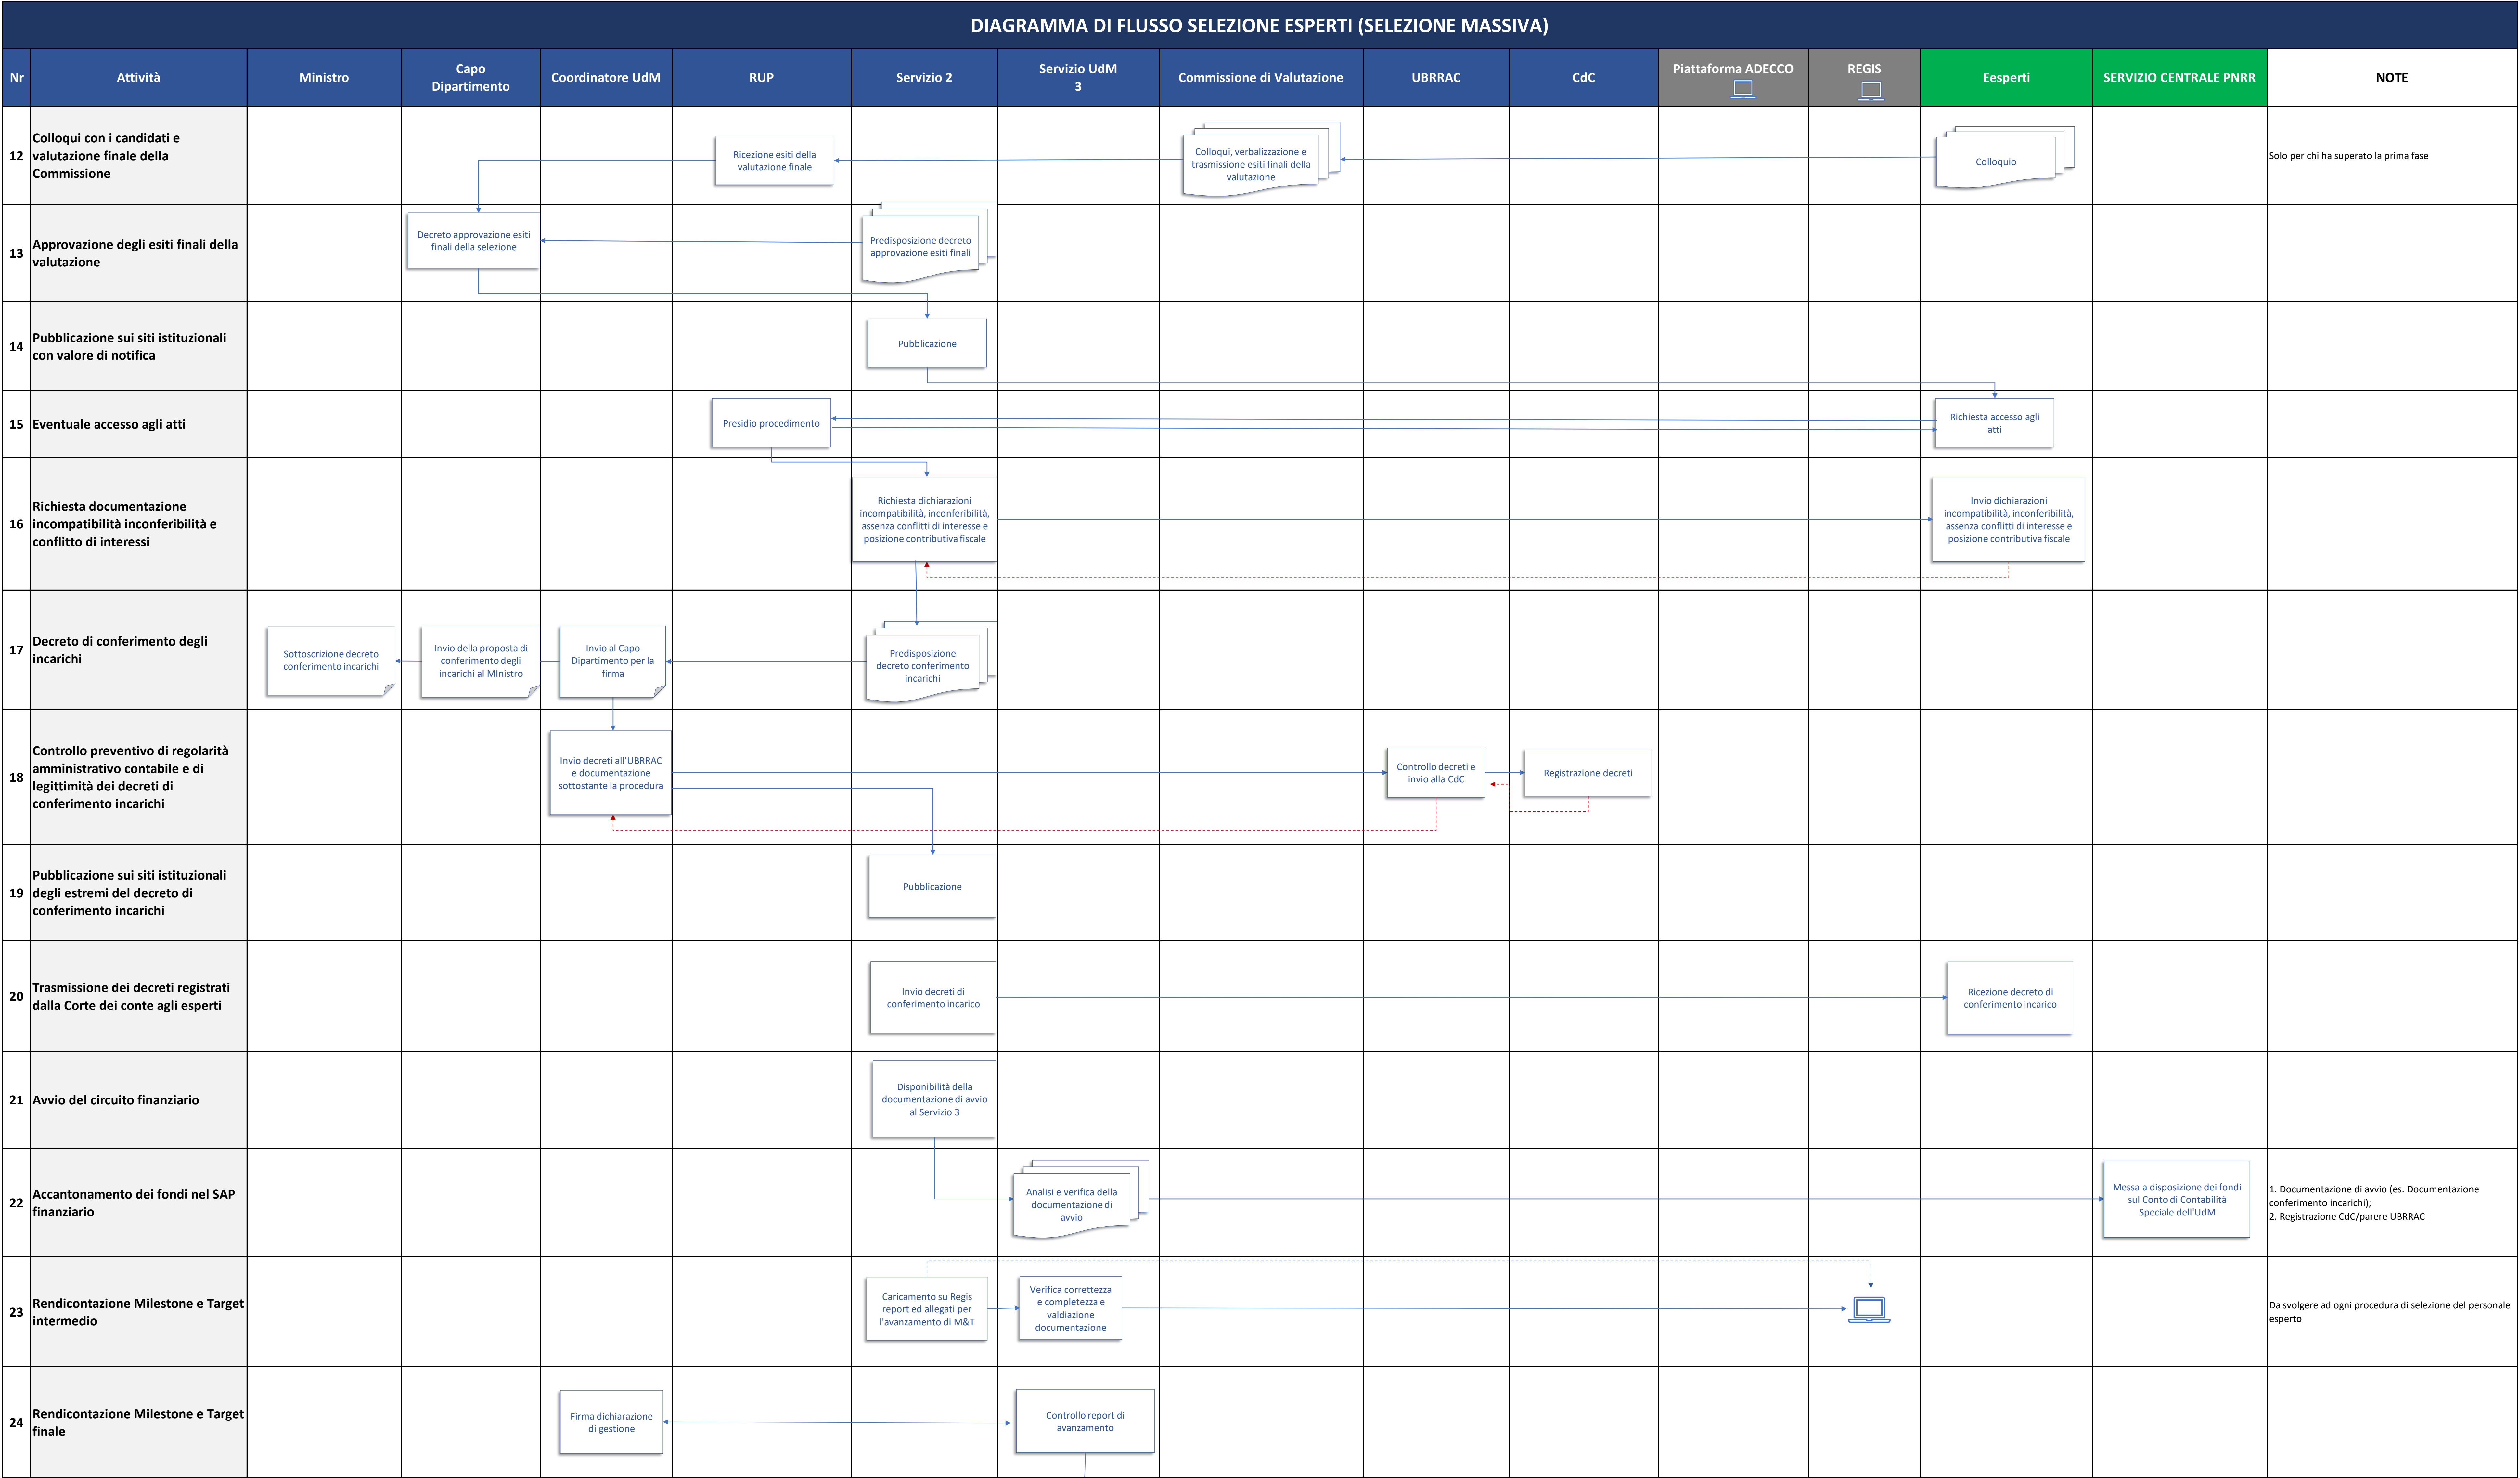 DIAGRAMMA DI FLUSSO SELEZIONE ESPERTI (SELEZIONE MASSIVA)
Nr
Attività
Ministro
Capo
Dipartimento
Coordinatore UdM
RUP
Servizio 2
Servizio UdM
3
Commissione di Valutazione
UBRRAC
CdC
Piattaforma ADECCO
REGIS
Eesperti
SERVIZIO CENTRALE PNRR
NOTE
12
Colloqui con i candidati e
valutazione finale della
Commissione
Ricezione esiti della
valutazione finale
Colloqui, verbalizzazione e
trasmissione esiti finali della
valutazione
Colloquio
Solo per chi ha superato la prima fase
13
Approvazione degli esiti finali della
valutazione
Decreto approvazione esiti
finali della selezione
Predisposizione decreto
approvazione esiti finali
14
Pubblicazione sui siti istituzionali
con valore di notifica
Pubblicazione
15
Eventuale accesso agli atti
Presidio procedimento
Richiesta accesso agli
atti
16
Richiesta documentazione
incompatibilità inconferibilità e
conflitto di interessi
Richiesta dichiarazioni
incompatibilità, inconferibilità,
assenza conflitti di interesse e
posizione contributiva fiscale
Invio dichiarazioni
incompatibilità, inconferibilità,
assenza conflitti di interesse e
posizione contributiva fiscale
17
Decreto di conferimento degli
incarichi
Sottoscrizione decreto
conferimento incarichi
Invio della proposta di
conferimento degli
incarichi al MInistro
Invio al Capo
Dipartimento per la
firma
Predisposizione
decreto conferimento
incarichi
18
Controllo preventivo di regolarità
amministrativo contabile e di
legittimità dei decreti di
conferimento incarichi
Invio decreti all'UBRRAC
e documentazione
sottostante la procedura
Controllo decreti e
invio alla CdC
Registrazione decreti
19
Pubblicazione sui siti istituzionali
degli estremi del decreto di
conferimento incarichi
Pubblicazione
20
Trasmissione dei decreti registrati
dalla Corte dei conte agli esperti
Invio decreti di
conferimento incarico
Ricezione decreto di
conferimento incarico
21
Avvio del circuito finanziario
Disponibilità della
documentazione di avvio
al Servizio 3
22
Accantonamento dei fondi nel SAP
finanziario
Analisi e verifica della
documentazione di
avvio
Messa a disposizione dei fondi
sul Conto di Contabilità
Speciale dell'UdM
1. Documentazione di avvio (es. Documentazione
conferimento incarichi);
2. Registrazione CdC/parere UBRRAC
23
Rendicontazione Milestone e Target
intermedio
Caricamento su Regis
report ed allegati per
l'avanzamento di M&T
Verifica correttezza
e completezza e
valdiazione
documentazione
Da svolgere ad ogni procedura di selezione del personale
esperto
24
Rendicontazione Milestone e Target
finale
Firma dichiarazione
di gestione
Controllo report di
avanzamento